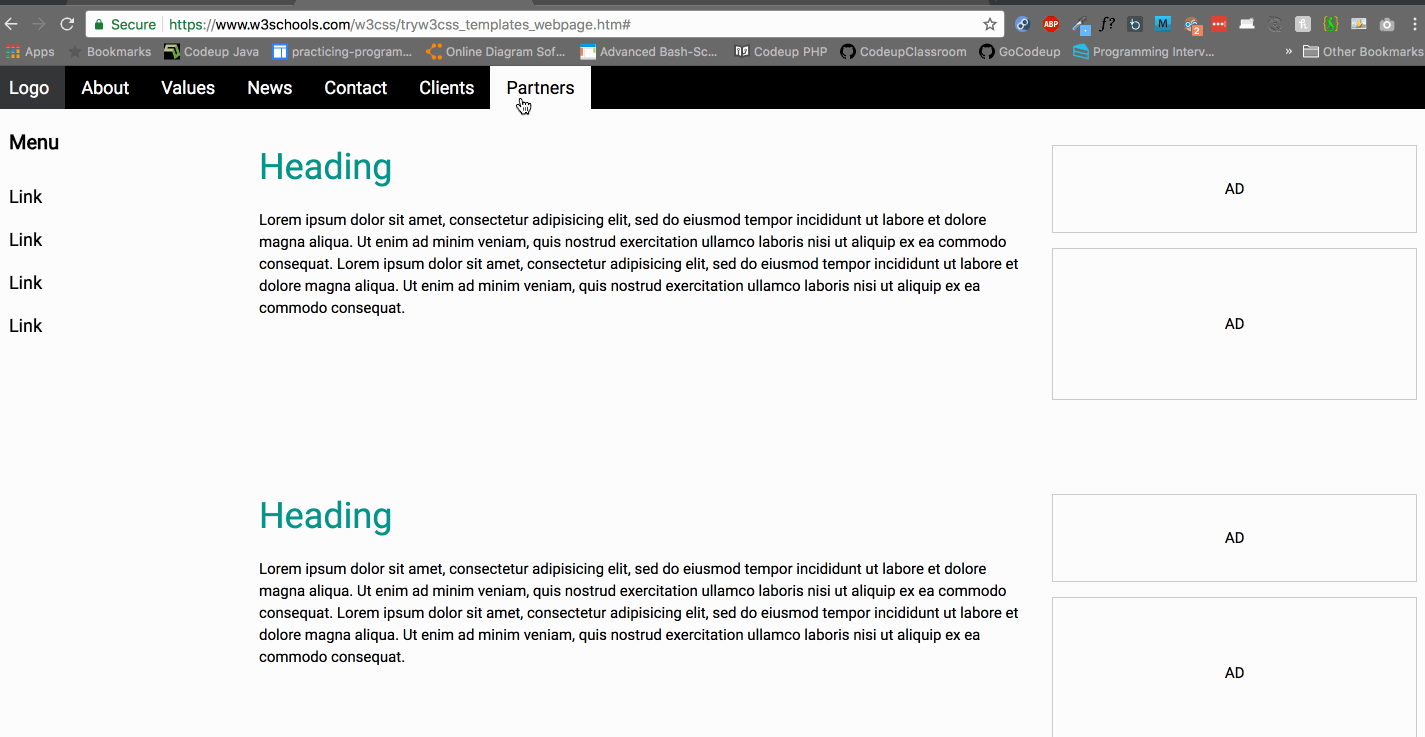 Secure https://www.w3schools.com/w3css/tryw3css_templates_webpage.htm# ABP f? M 2
Apps Bookmarks Codeup Java practicing-program... Online Diagram Sof... Advanced Bash-Sc... Codeup PHP CodeupClassroom GoCodeup Programming Interv... » Other Bookmarks
Logo About Values News Contact Clients Partners
Menu
Link
Link
Link
Link
Heading
Lorem ipsum dolor sit amet, consectetur adipisicing elit, sed do eiusmod tempor incididunt ut labore et dolore
magna aliqua. Ut enim ad minim veniam, quis nostrud exercitation ullamco laboris nisi ut aliquip ex ea commodo
consequat. Lorem ipsum dolor sit amet, consectetur adipisicing elit, sed do eiusmod tempor incididunt ut labore et
dolore magna aliqua. Ut enim ad minim veniam, quis nostrud exercitation ullamco laboris nisi ut aliquip ex ea
commodo consequat.
AD
AD
Heading
Lorem ipsum dolor sit amet, consectetur adipisicing elit, sed do eiusmod tempor incididunt ut labore et dolore
magna aliqua. Ut enim ad minim veniam, quis nostrud exercitation ullamco laboris nisi ut aliquip ex ea commodo
consequat. Lorem ipsum dolor sit amet, consectetur adipisicing elit, sed do eiusmod tempor incididunt ut labore et
dolore magna aliqua. Ut enim ad minim veniam, quis nostrud exercitation ullamco laboris nisi ut aliquip ex ea
commodo consequat.
AD
AD